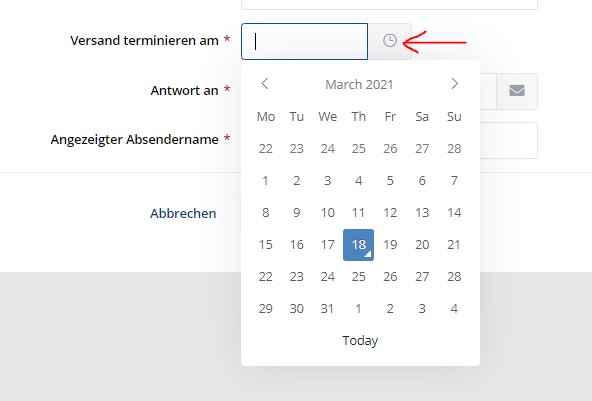 Versand terminieren am *
March 2021
Antwort an *
Mo Tu We Th Fr Sa Su
Angezeigter Absendername *
22 23 24 25 26 27 28
1 2 3 4 5 6 7
8 9 10 11 12 13 14
Abbrechen
15 16 17 18 19 20 21
22 23 24 25 26 27 28
29 30 31 1 2 3 4
Today